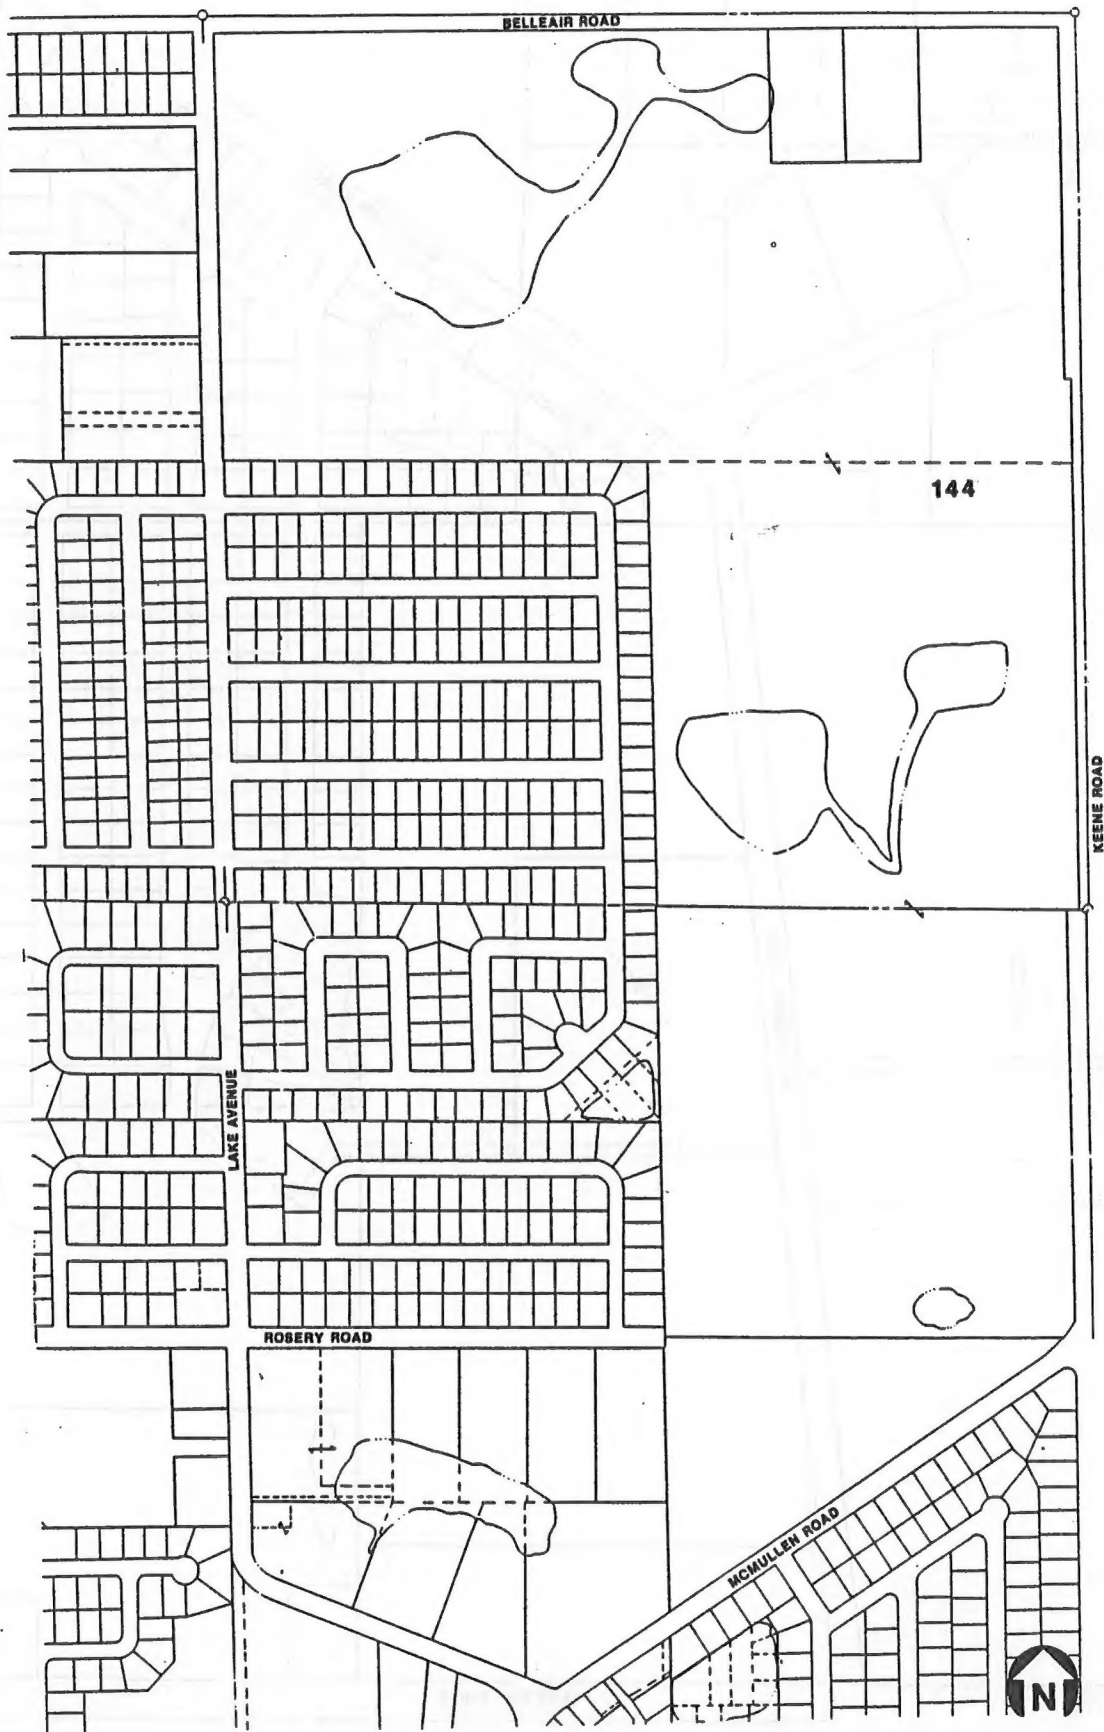 BELLEAIR ROAD
144
KEENE ROAD
LAKE AVENUE
ROSERY ROAD
MCMULLEN ROAD
N